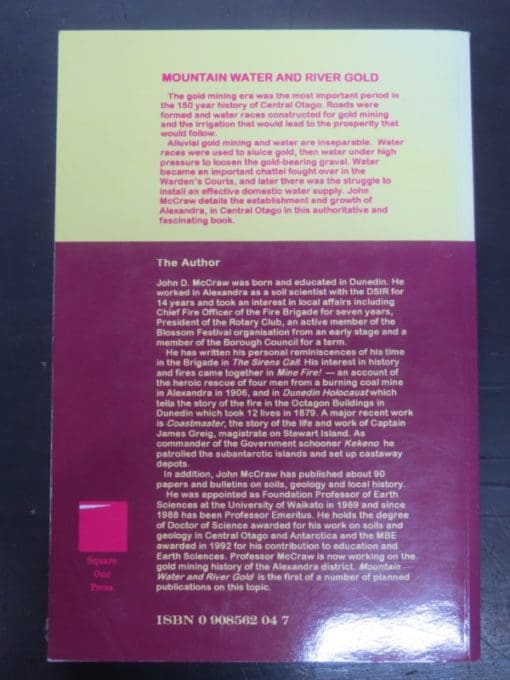 MOUNTAIN WATER AND RIVER GOLD
The gold mining era was the most important period in
the 150 year history of Central Otago. Roads were
formed and water races constructed for gold mining
and the irrigation that would lead to the prosperity that
would follow.
Alluvial gold mining and water are inseparable. Water
races were used to sluice gold, then water under high
pressure to loosen the gold-bearing gravel. Water
became an important chattel fought over in the
Warden's Courts, and later there was the struggle to
install an effective domestic water supply. John
McCraw details the establishment and growth of
Alexandra, in Central Otago in this authoritative and
fascinating book.
The Author
John D. McCraw was born and educated in Dunedin. He
worked in Alexandra as a soil scientist with the DSIR for
14 years and took an interest in local affairs including
Chief Fire Officer of the Fire Brigade for seven years,
President of the Rotary Club, an active member of the
Blossom Festival organisation from an early stage and a
member of the Borough Council for a term.
He has written his personal reminiscences of his time
in the Brigade in The Sirens Call. His interest in history
and fires came together in Mine Fire! — an account of
the heroic rescue of four men from a burning coal mine
in Alexandra in 1906, and in Dunedin Holocaust which
tells the story of the fire in the Octagon Buildings in
Dunedin which took 12 lives in 1879. A major recent work
is Coastmaster, the story of the life and work of Captain
James Greig, magistrate on Stewart Island. As
commander of the Government schooner Kekeno he
patrolled the subantarctic islands and set up castaway
depots.
In addition, John McCraw has published about 90
papers and bulletins on soils, geology and local history.
He was appointed as Foundation Professor of Earth
Sciences at the University of Waikato in 1969 and since
1988 has been Professor Emeritus. He holds the degree
of Doctor of Science awarded for his work on soils and
geology in Central Otago and Antarctica and the MBE
awarded in 1992 for his contribution to education and
Earth Sciences. Professor McCraw is now working on the
gold mining history of the Alexandra district. Mountain
Water and River Gold is the first of a number of planned
publications on this topic.
Square
One
Press
ISBN 0 908562 04 7